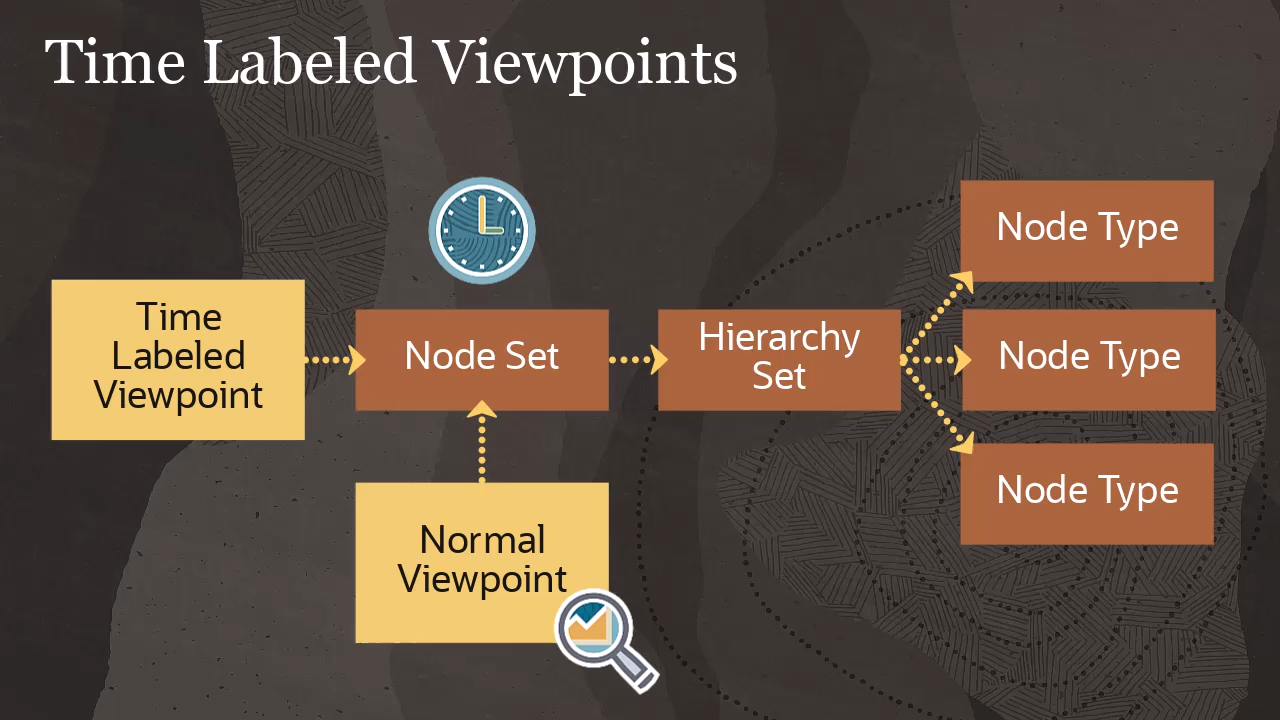 Time Labeled Viewpoints
Time
Labeled
Viewpoint
Node Set
Normal
Viewpoint
Hierarchy
Set
Node Type
Node Type
Node Type